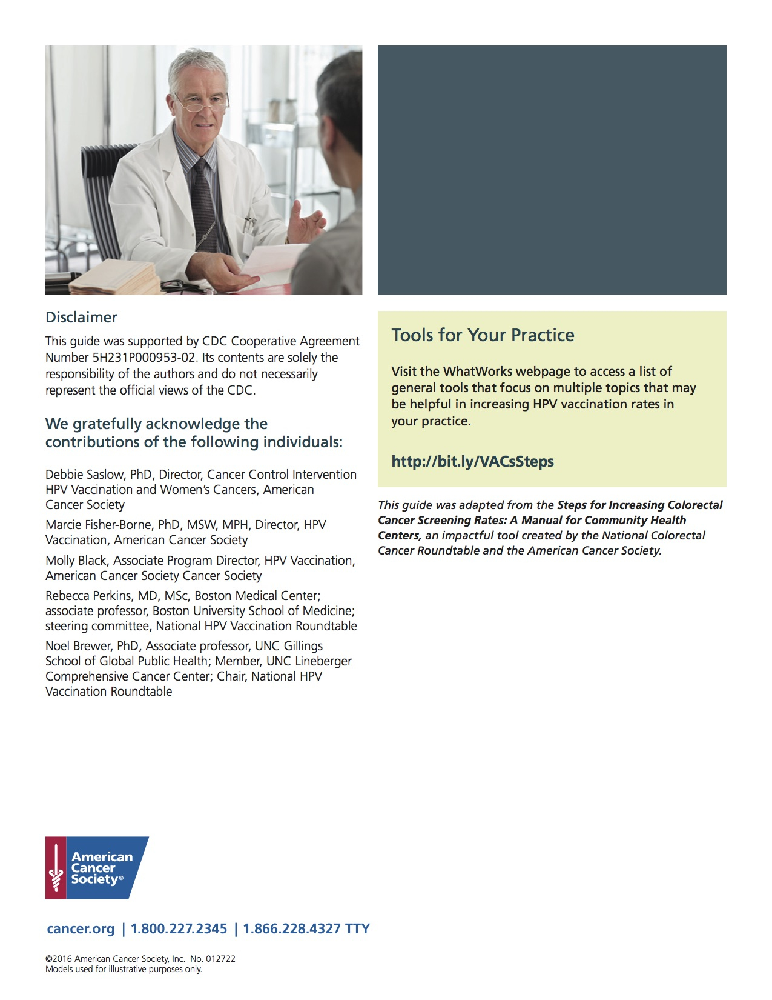 Disclaimer
This guide was supported by CDC Cooperative Agreement
Number 5H231P000953-02. Its contents are solely the
responsibility of the authors and do not necessarily
represent the official views of the CDC.
We gratefully acknowledge the
contributions of the following individuals:
Debbie Saslow, PhD, Director, Cancer Control Intervention
HPV Vaccination and Women’s Cancers, American
Cancer Society
Marcie Fisher-Borne, PhD, MSW, MPH, Director, HPV
Vaccination, American Cancer Society
Molly Black, Associate Program Director, HPV Vaccination,
American Cancer Society Cancer Society
Rebecca Perkins, MD, MSc, Boston Medical Center;
associate professor, Boston University School of Medicine;
steering committee, National HPV Vaccination Roundtable
Noel Brewer, PhD, Associate professor, UNC Gillings
School of Global Public Health; Member, UNC Lineberger
Comprehensive Cancer Center; Chair, National HPV
Vaccination Roundtable
Tools for Your Practice
Visit the WhatWorks webpage to access a list of
general tools that focus on multiple topics that may
be helpful in increasing HPV vaccination rates in
your practice.
http://bit.ly/VACsSteps
This guide was adapted from the Steps for Increasing Colorectal
Cancer Screening Rates: A Manual for Community Health
Centers, an impactful tool created by the National Colorectal
Cancer Roundtable and the American Cancer Society.
American
Cancer
Society®
cancer.org | 1.800.227.2345 | 1.866.228.4327 TTY
©2016 American Cancer Society, Inc. No. 012722
Models used for illustrative purposes only.